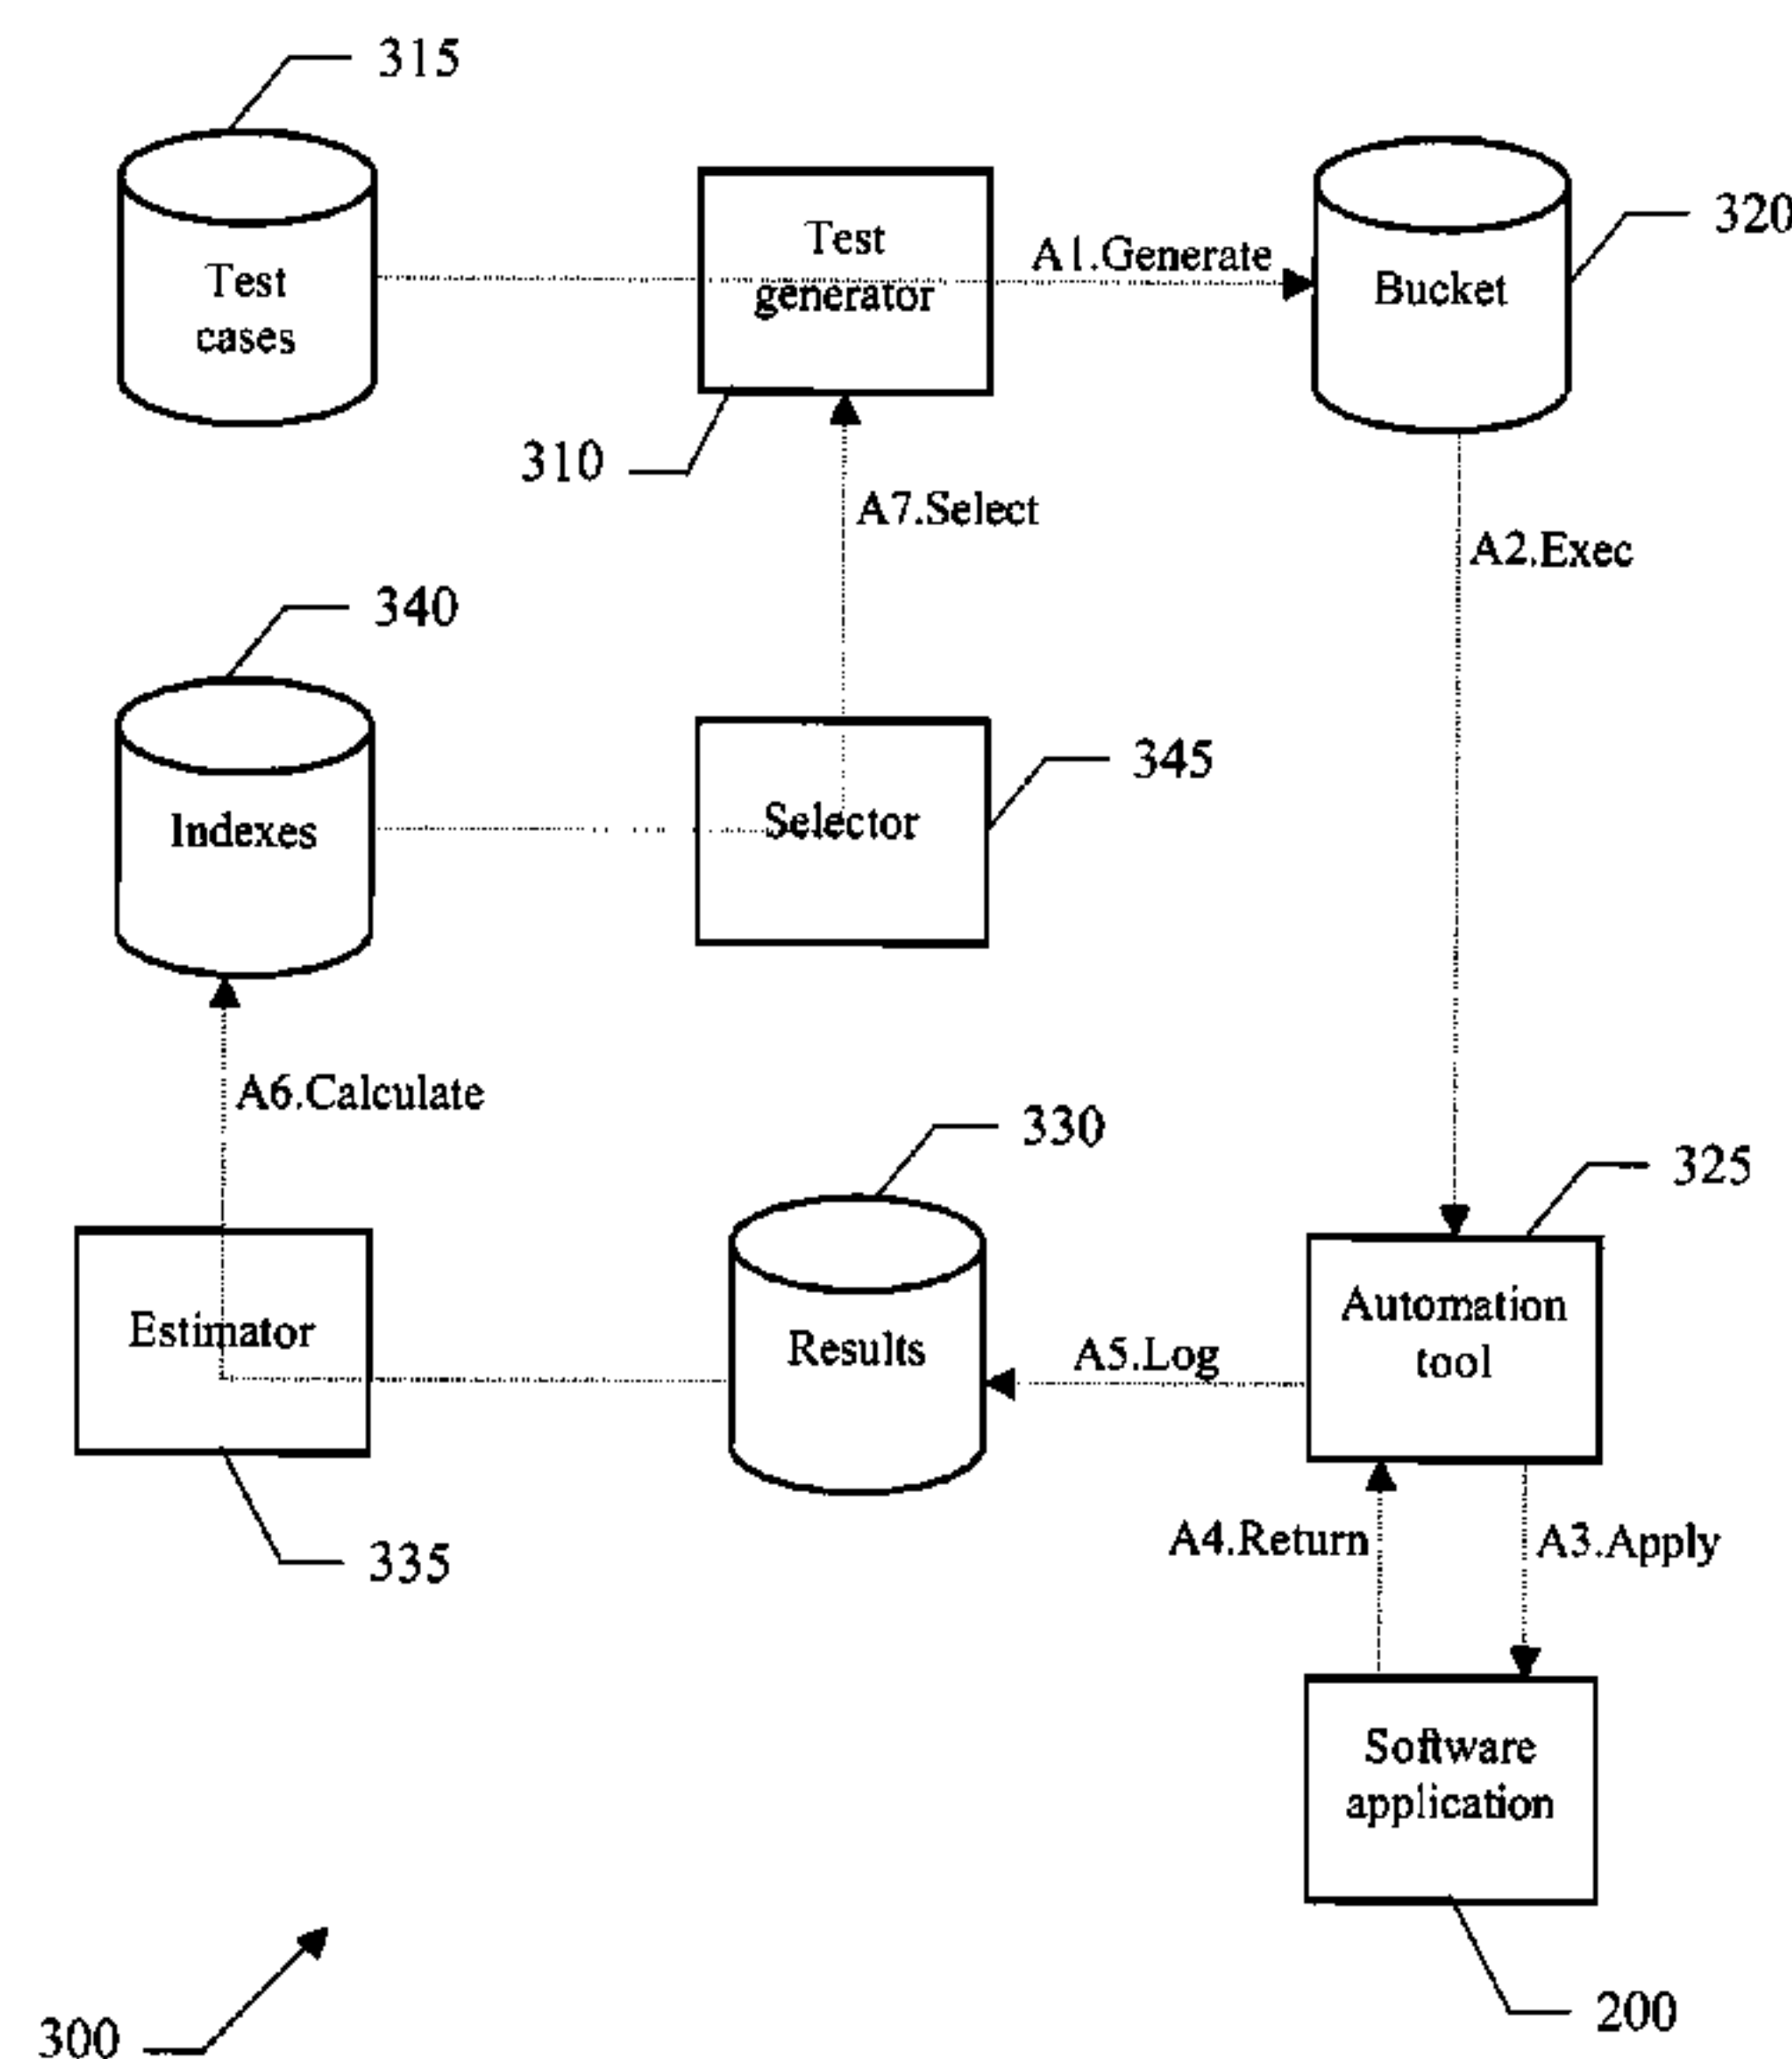 315
Test
cases
Test
generator
310
A1.Generate
Bucket
320
A7.Select
A2.Exec
340
Indexes
Selector
345
A6.Calculate
330
325
Estimator
335
Results
A5.Log
Automation
tool
A4.Return
A3.Apply
Software
application
200
300